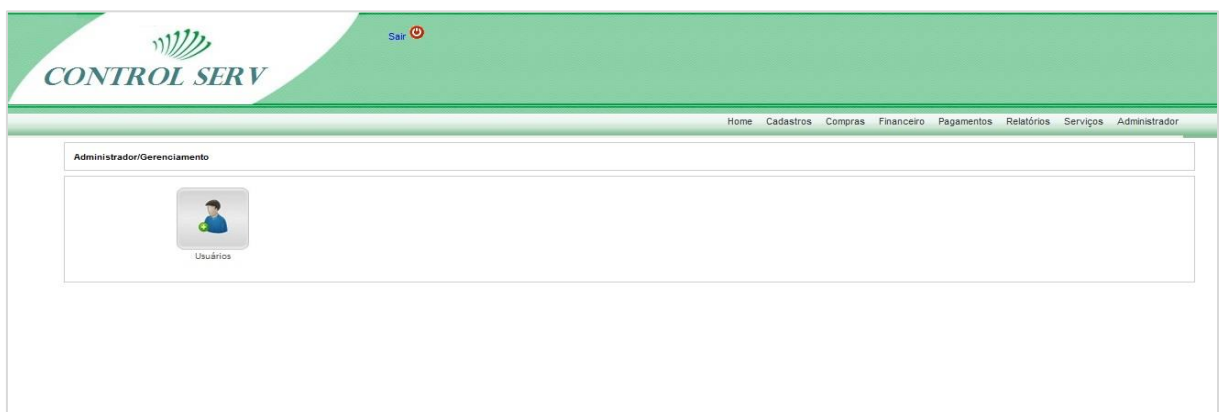 Sair
CONTROL SERV
Home Cadastros Compras Financeiro Pagamentos Relatórios Serviços Administrador
Administrador/Gerenciamento
Usuários